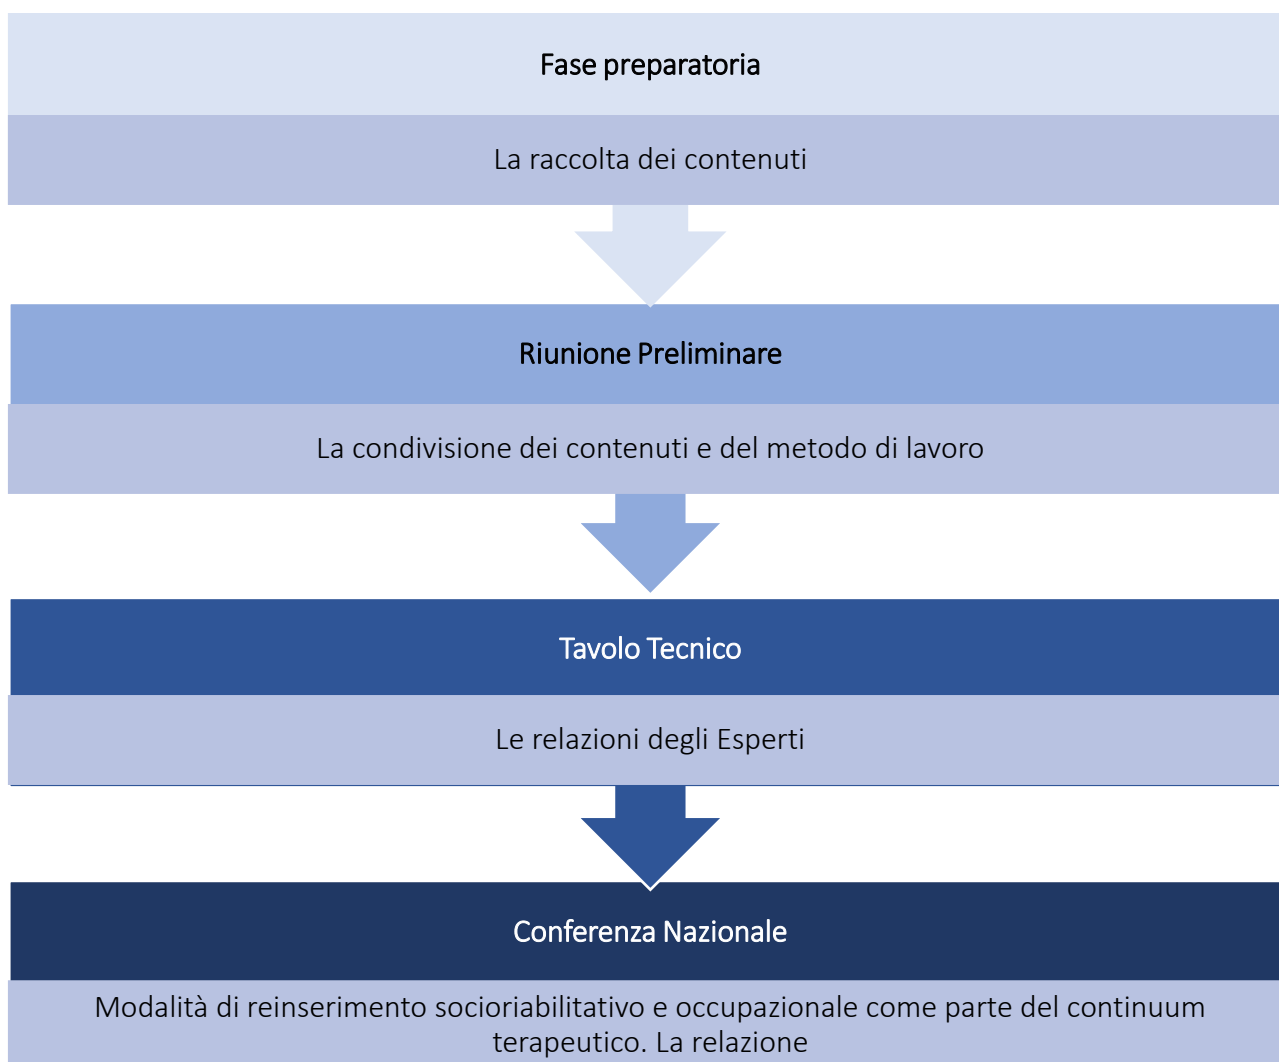 Fase preparatoria
La raccolta dei contenuti
Riunione Preliminare
La condivisione dei contenuti e del metodo di lavoro
Tavolo Tecnico
Le relazioni degli Esperti
Conferenza Nazionale
Modalità di reinserimento socioriabilitativo e occupazionale come parte del continuum
terapeutico. La relazione